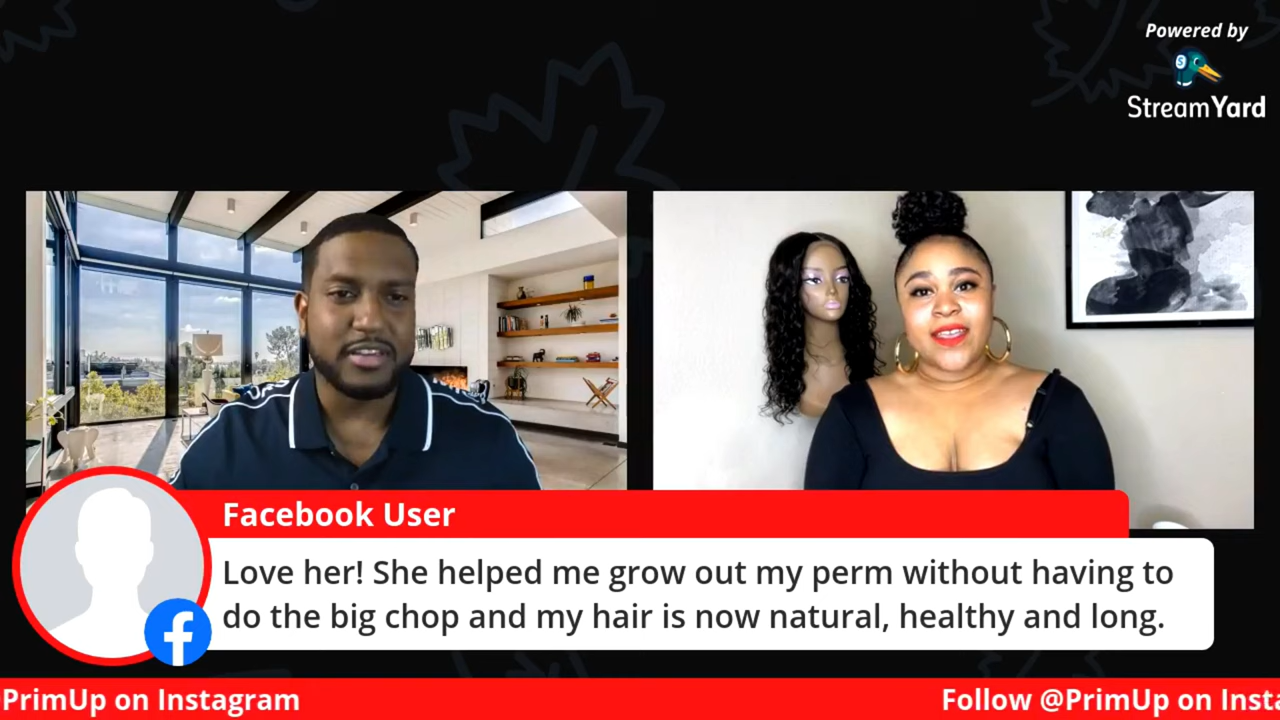 Powered by
StreamYard
Facebook User
Love her! She helped me grow out my perm without having to
do the big chop and my hair is now natural, healthy and long.
PrimUp on Instagram
Follow @PrimUp on Insta